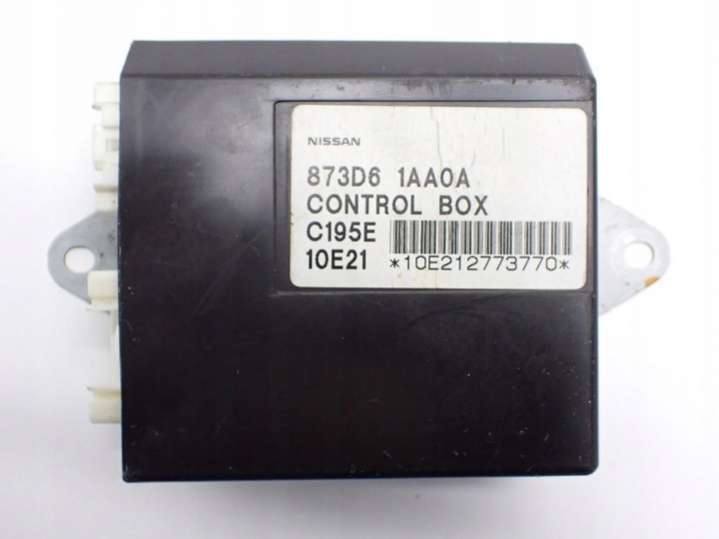 NISSAN
873D6 1AA0A
CONTROL BOX
C195E
10E21 *10E212773770*